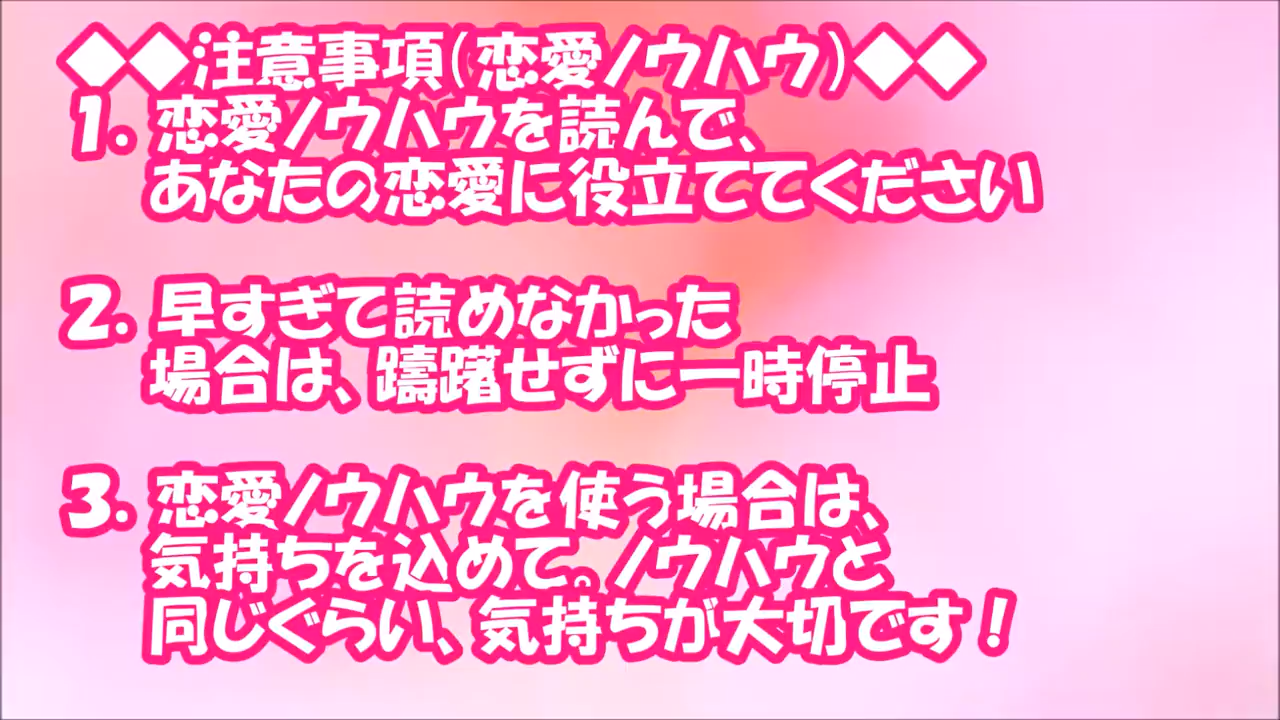 ◆◆注意事項(恋愛ノウハウ)◆◆
1. 恋愛ノウハウを読んで、
あなたの恋愛に役立ててください
2. 早すぎて読めなかった
場合は、躊躇せずに一時停止
3. 恋愛ノウハウを使う場合は、
気持ちを込めて。ノウハウと
同じぐらい、気持ちが大切です!